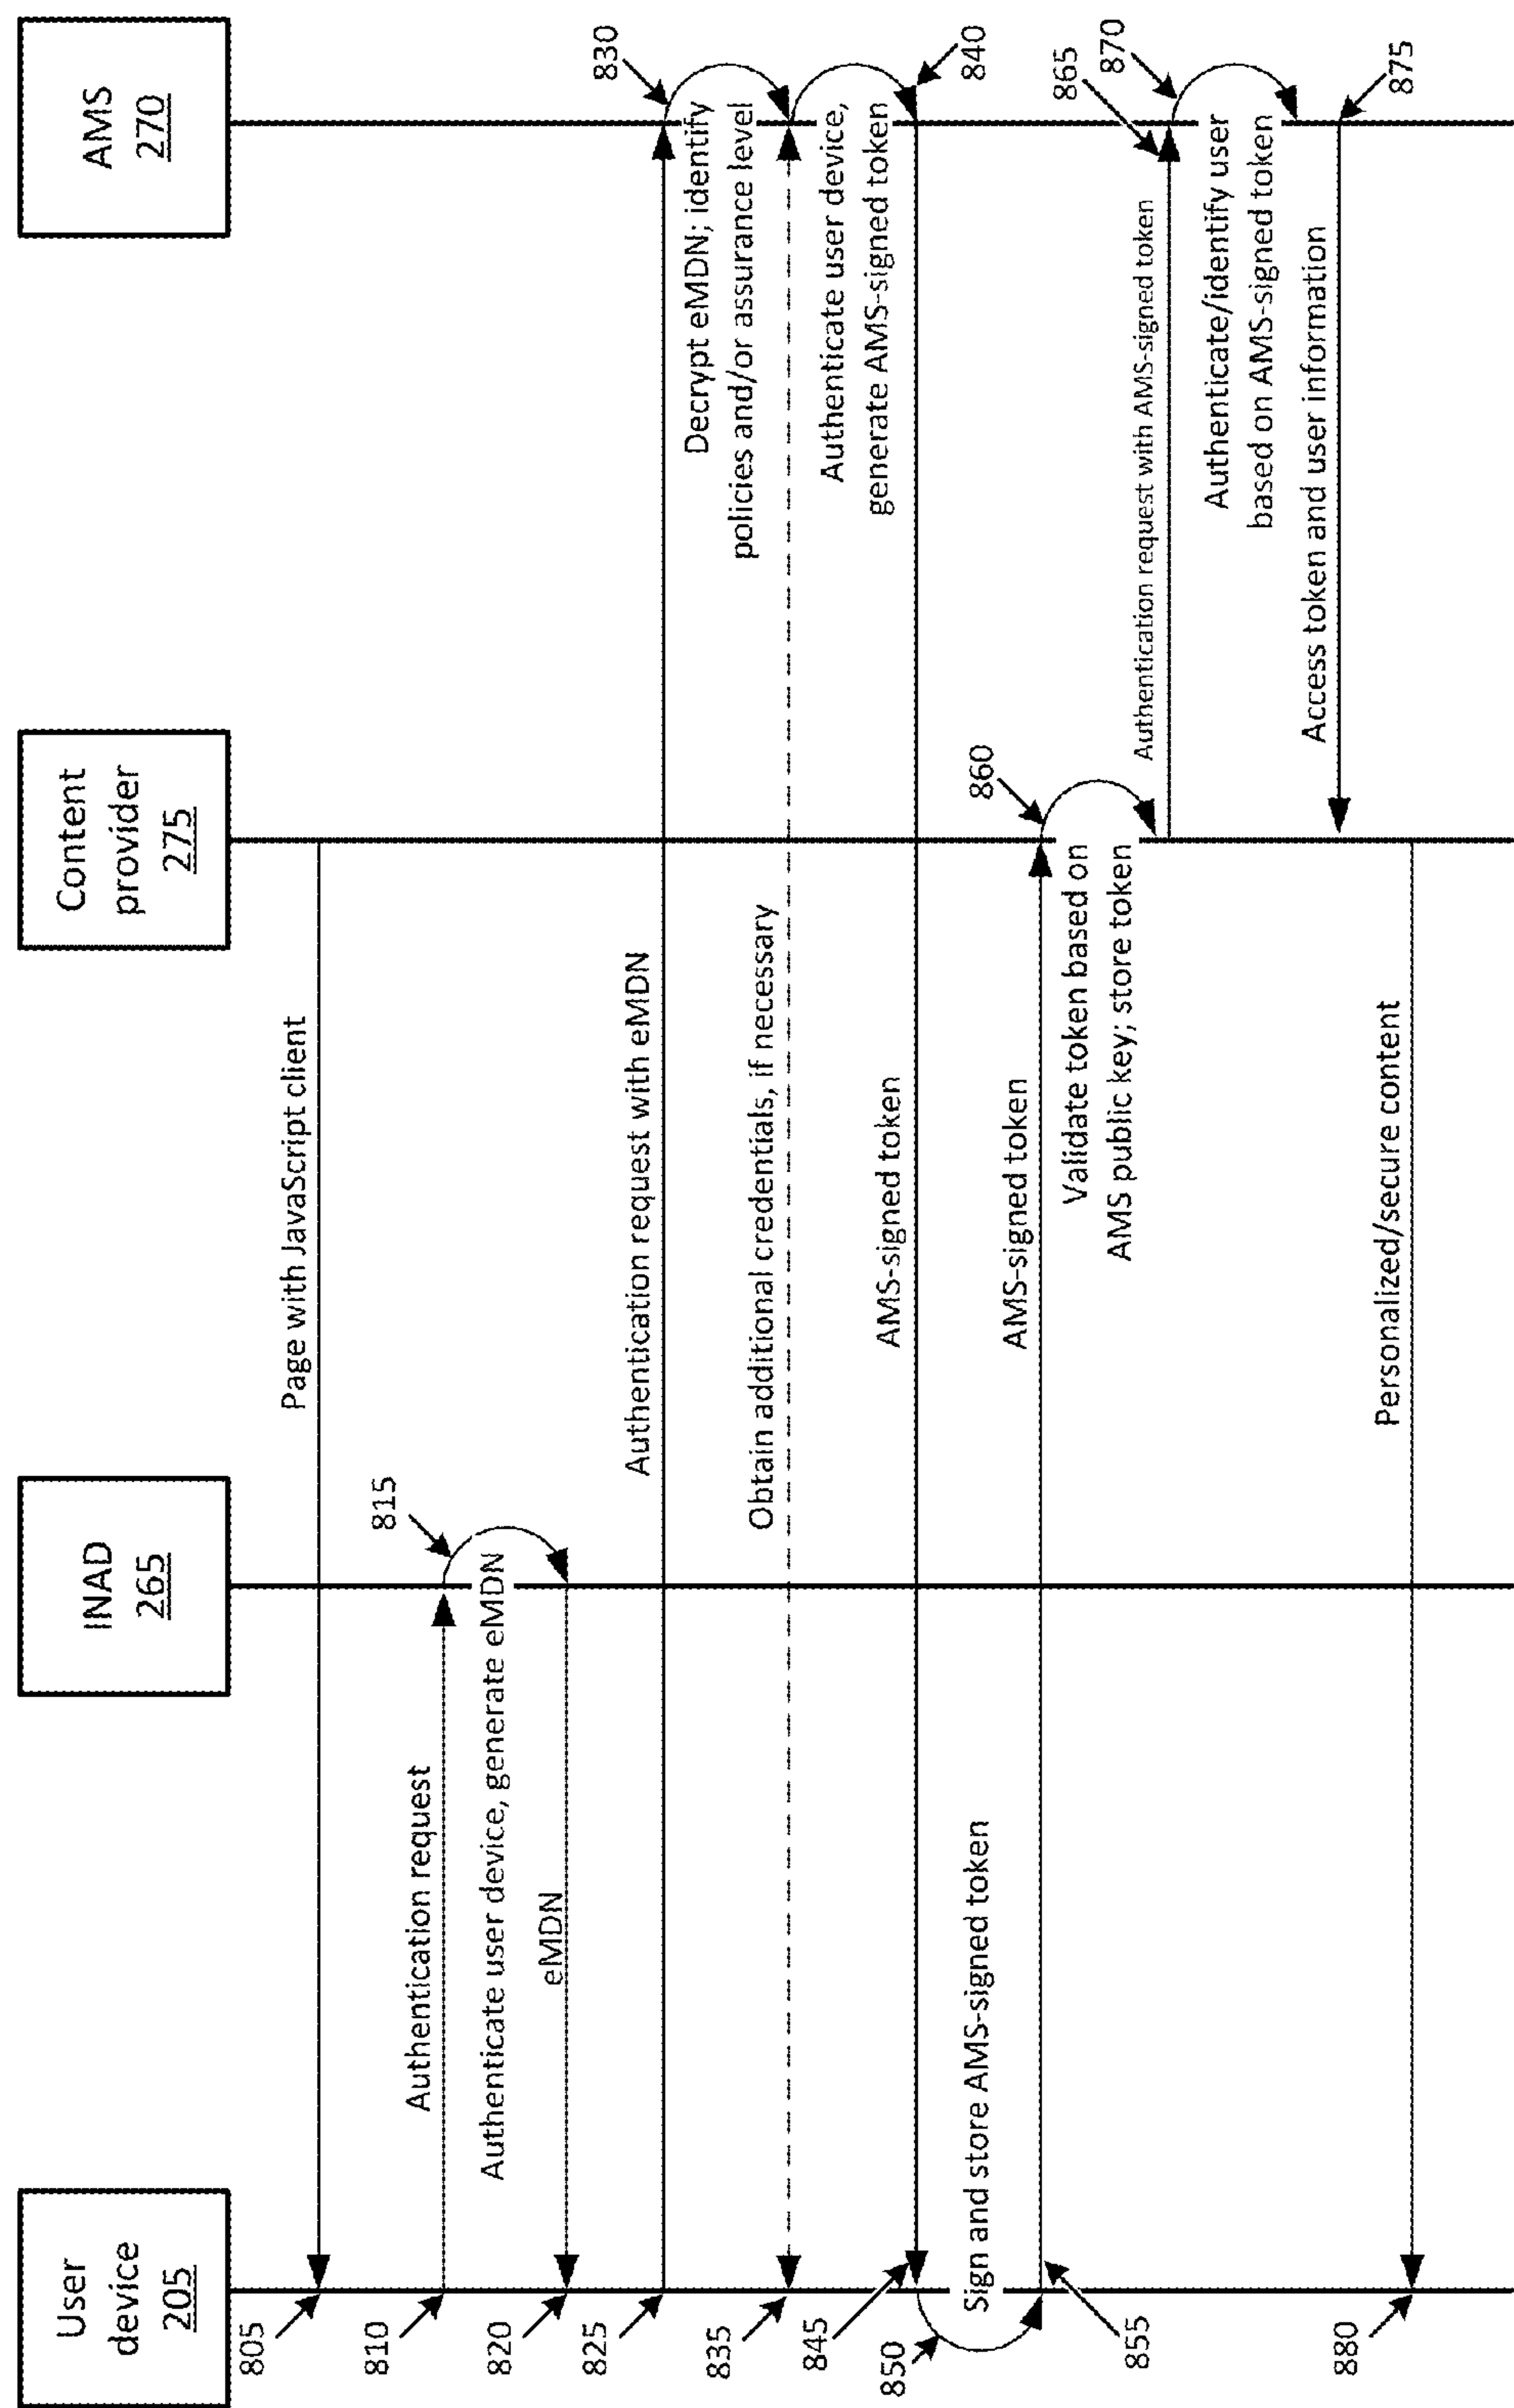 User
device
205
INAD
265
Content
provider
275
AMS
270
805
Page with JavaScript client
810
Authentication request
815
Authenticate user device, generate eMDN
820
eMDN
825
Authentication request with eMDN
830
Decrypt eMDN; identify
policies and/or assurance level
835
Obtain additional credentials, if necessary
Authenticate user device,
generate AMS-signed token
840
845
AMS-signed token
850
Sign and store AMS-signed token
855
AMS-signed token
860
Validate token based on
AMS public key; store token
865
Authentication request with AMS-signed token
870
Authenticate/identify user
based on AMS-signed token
875
Access token and user information
880
Personalized/secure content